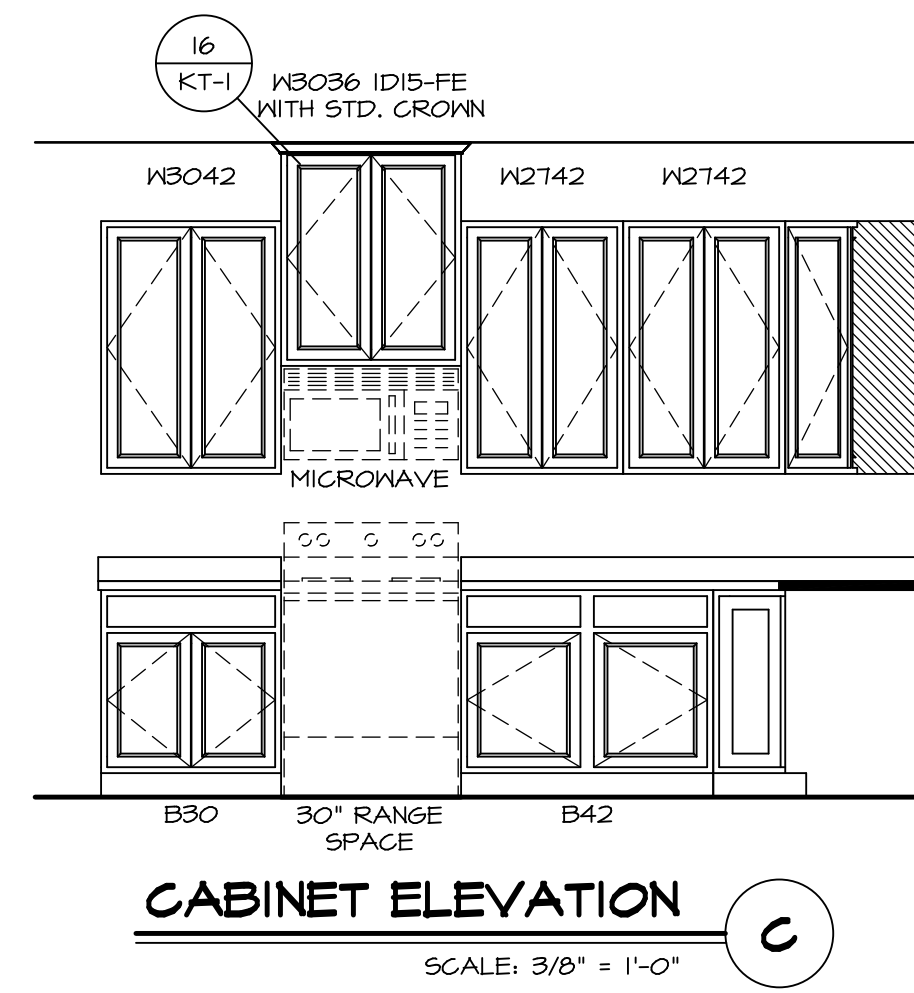 16
KT-1
W3036 1D15-FE
WITH STD. CROWN
W3042
W2742
W2742
MICROWAVE
B30
30" RANGE
SPACE
B42
CABINET ELEVATION
C
SCALE: 3/8" = 1'-0"